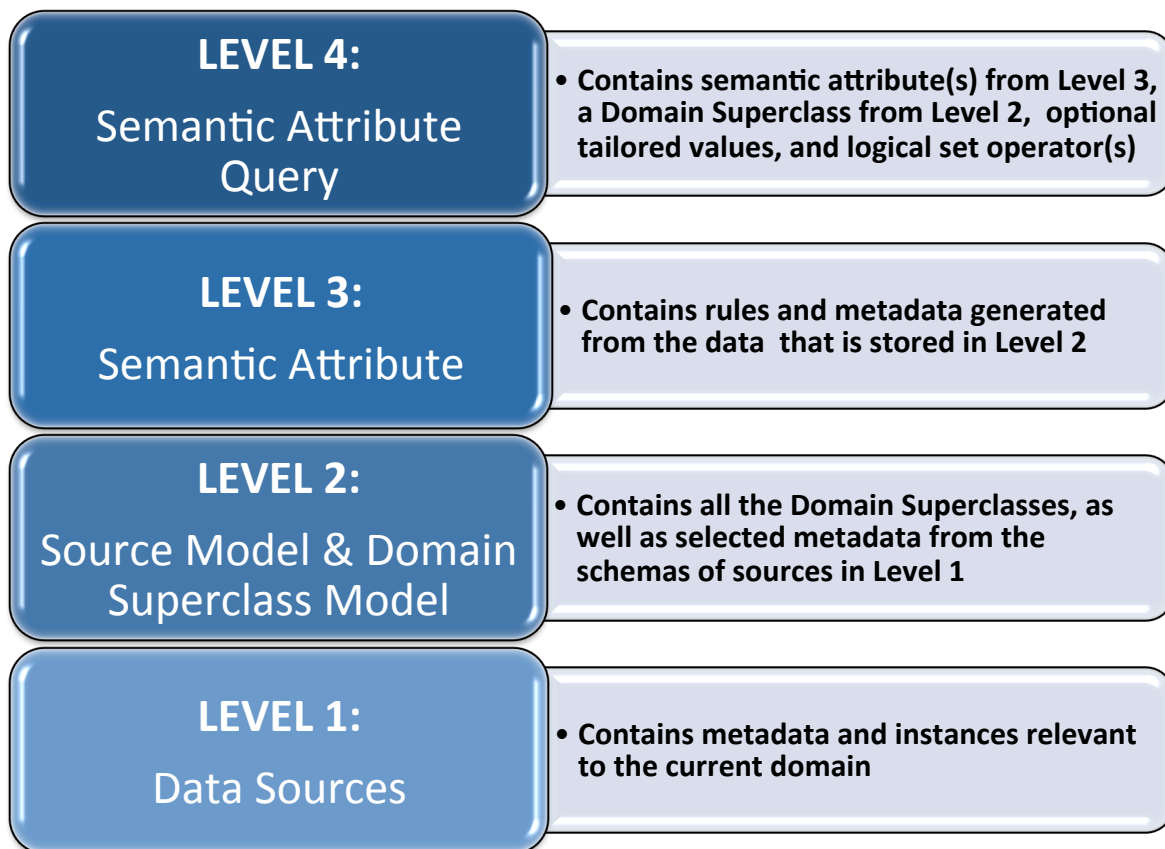 LEVEL 4:
Semantic Attribute
Query
• Contains semantic attribute(s) from Level 3,
a Domain Superclass from Level 2, optional
tailored values, and logical set operator(s)
LEVEL 3:
Semantic Attribute
• Contains rules and metadata generated
from the data that is stored in Level 2
LEVEL 2:
Source Model & Domain
Superclass Model
• Contains all the Domain Superclasses, as
well as selected metadata from the
schemas of sources in Level 1
LEVEL 1:
Data Sources
• Contains metadata and instances relevant
to the current domain